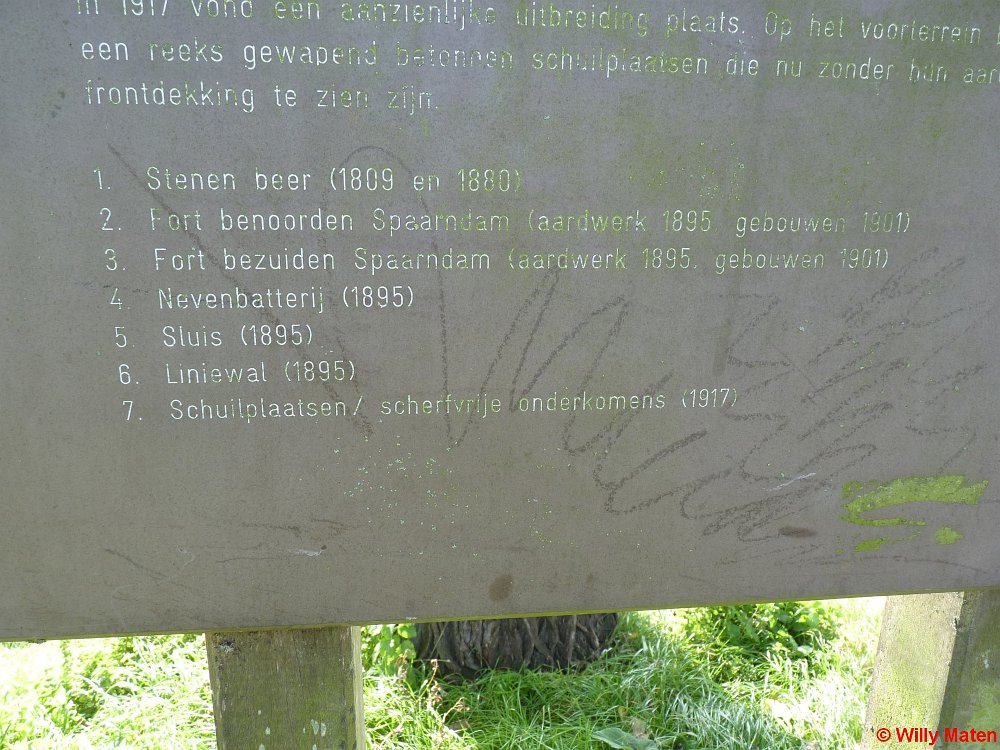 In 1917 vond een aanzienlijke uitbreiding plaats. Op het voorterrein
een reeks gewapend betonnen schuilplaatsen die nu zonder hun
frontdekking te zien zijn.
1. Stenen beer (1809 en 1880)
2. Fort benoorden Spaarndam (aardwerk 1895, gebouwen 1901)
3. Fort bezuiden Spaarndam (aardwerk 1895, gebouwen 1901)
4. Nevenbatterij (1895)
5. Sluis (1895)
6. Liniewal (1895)
7. Schuilplaatsen/ scherfvrije onderkomens (1917)
© Willy Maten